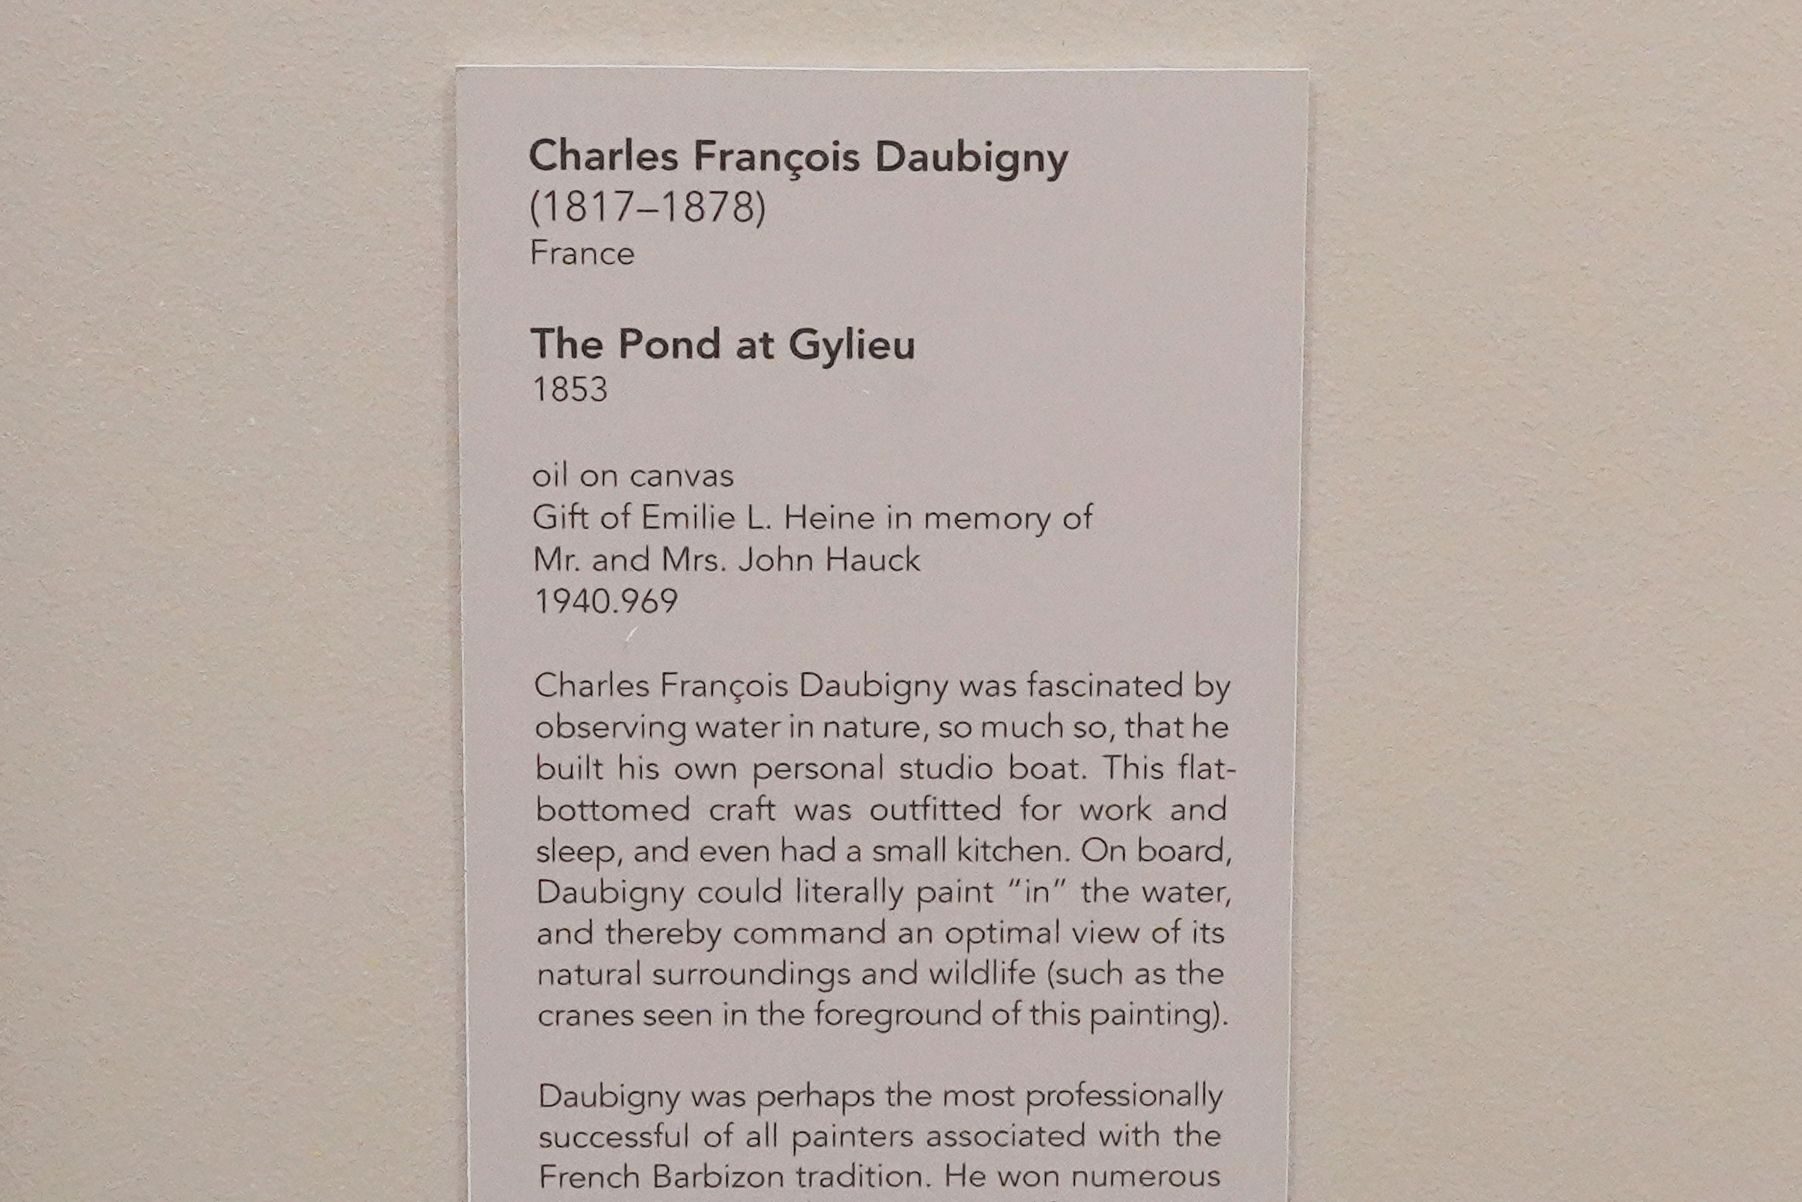 Charles François Daubigny
(1817–1878)
France
The Pond at Gylieu
1853
oil on canvas
Gift of Emilie L. Heine in memory of
Mr. and Mrs. John Hauck
1940.969
Charles François Daubigny was fascinated by
observing water in nature, so much so, that he
built his own personal studio boat. This flat-
bottomed craft was outfitted for work and
sleep, and even had a small kitchen. On board,
Daubigny could literally paint “in” the water,
and thereby command an optimal view of its
natural surroundings and wildlife (such as the
cranes seen in the foreground of this painting).
Daubigny was perhaps the most professionally
successful of all painters associated with the
French Barbizon tradition. He won numerous